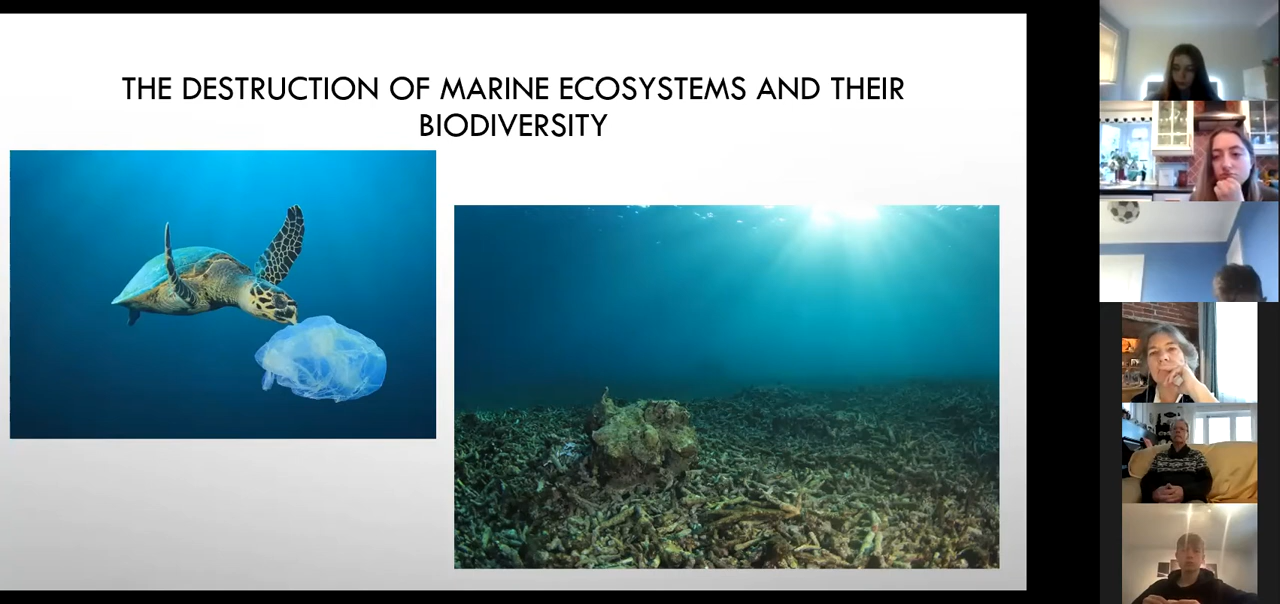 THE DESTRUCTION OF MARINE ECOSYSTEMS AND THEIR
BIODIVERSITY